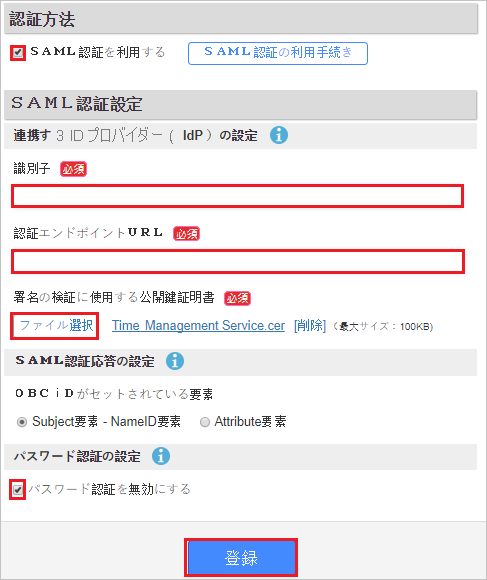 認証方法
ＳＡＭＬ認証を利用する
ＳＡＭＬ認証の利用手続き
ＳＡＭＬ認証設定
連携す３ＩＤプロバイダー（ IdP ）の設定
識別子 必須
認証エンドポイントＵＲＬ 必須
署名の検証に使用する公開鍵証明書 必須
ファイル選択 Time Management Service.cer [削除] （最大サイズ：100KB)
ＳＡＭＬ認証応答の設定
ＯＢＣｉＤがセットされている要素
Subject要素 - NameID要素 Attribute要素
パスワード認証の設定
パスワード認証を無効にする
登録